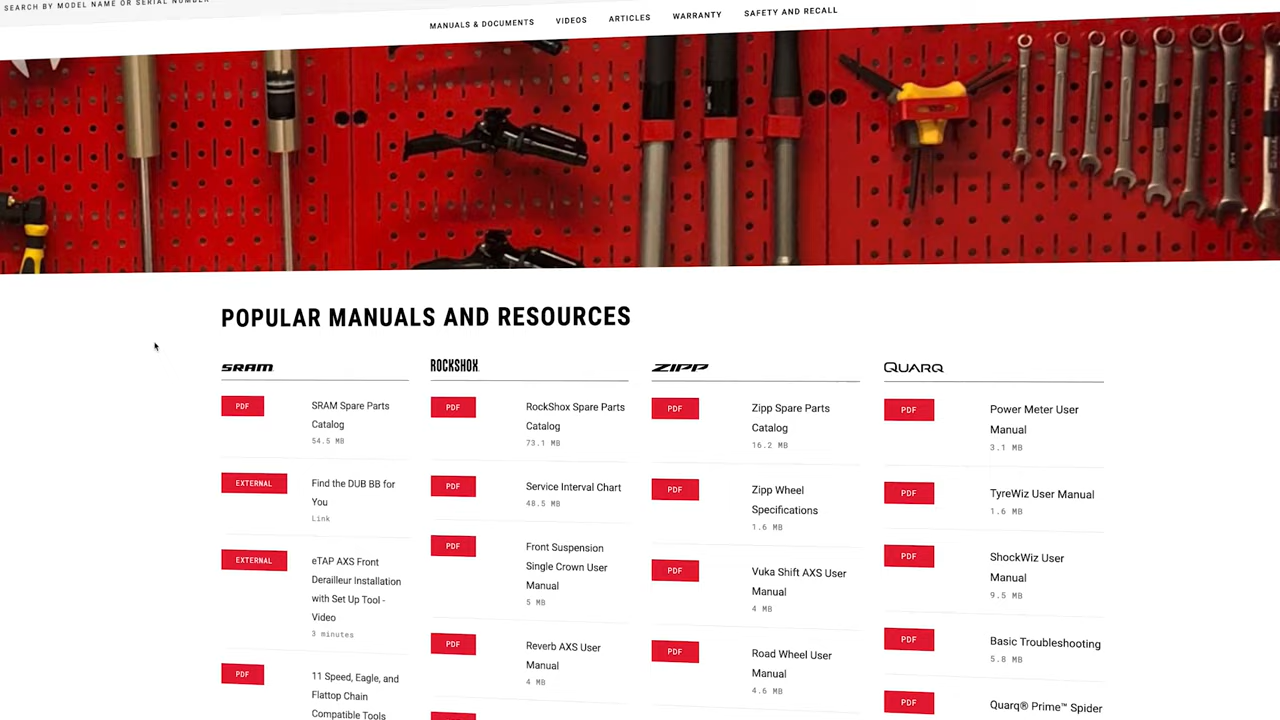 SEARCH BY MODEL NAME OR SERIAL NUMBER
MANUALS & DOCUMENTS
VIDEOS
ARTICLES
WARRANTY
SAFETY AND RECALL
POPULAR MANUALS AND RESOURCES
SRAM
PDF
SRAM Spare Parts
Catalog
54.5 MB
EXTERNAL
Find the DUB BB for
You
Link
EXTERNAL
eTAP AXS Front
Derailleur Installation
with Set Up Tool -
Video
3 minutes
PDF
11 Speed, Eagle, and
Flattop Chain
Compatible Tools
ROCKSHOX
PDF
RockShox Spare Parts
Catalog
73.1 MB
PDF
Service Interval Chart
48.5 MB
PDF
Front Suspension
Single Crown User
Manual
5 MB
PDF
Reverb AXS User
Manual
4 MB
ZIPP
PDF
Zipp Spare Parts
Catalog
16.2 MB
PDF
Zipp Wheel
Specifications
1.6 MB
PDF
Vuka Shift AXS User
Manual
4 MB
PDF
Road Wheel User
Manual
4.6 MB
QUARQ
PDF
Power Meter User
Manual
3.1 MB
PDF
TyreWiz User Manual
1.6 MB
PDF
ShockWiz User
Manual
9.5 MB
PDF
Basic Troubleshooting
5.8 MB
PDF
Quarq® Prime™ Spider